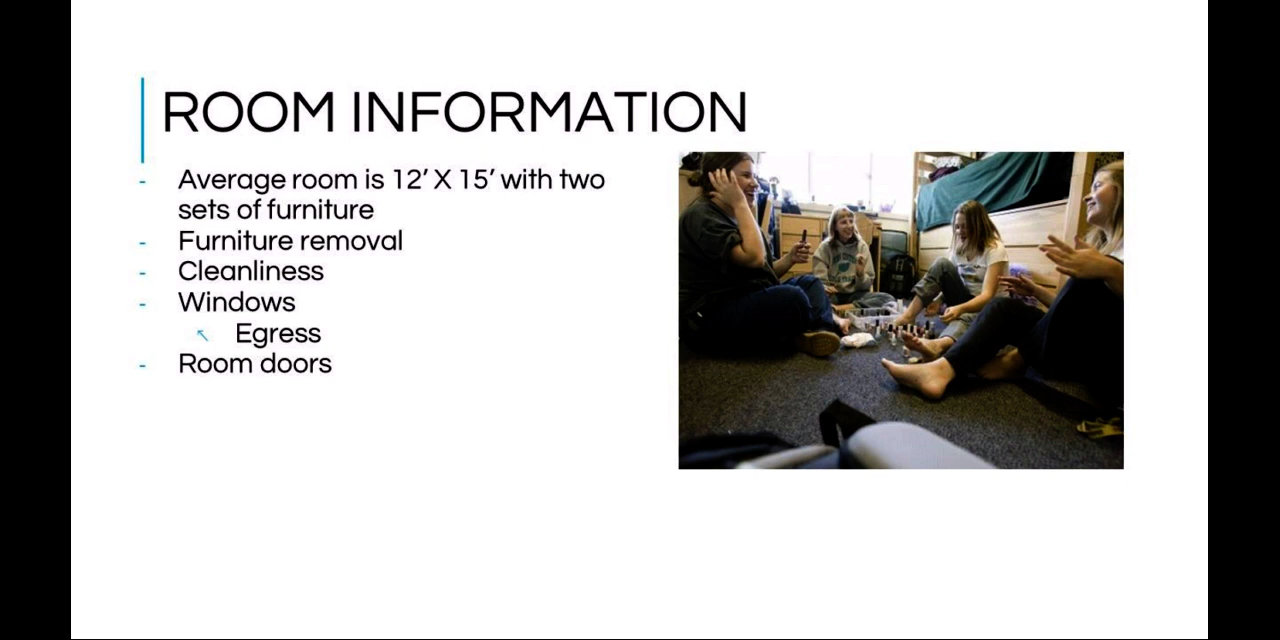 ROOM INFORMATION
- Average room is 12’ X 15’ with two
sets of furniture
- Furniture removal
- Cleanliness
- Windows
Egress
- Room doors